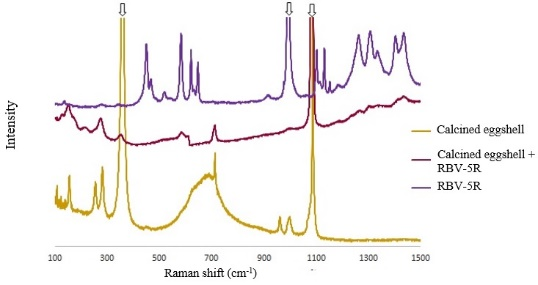 Intensity
Calcined eggshell
Calcined eggshell +
RBV-5R
RBV-5R
100 300 500 700 900 1100 1300 1500
Raman shift (cm-1)